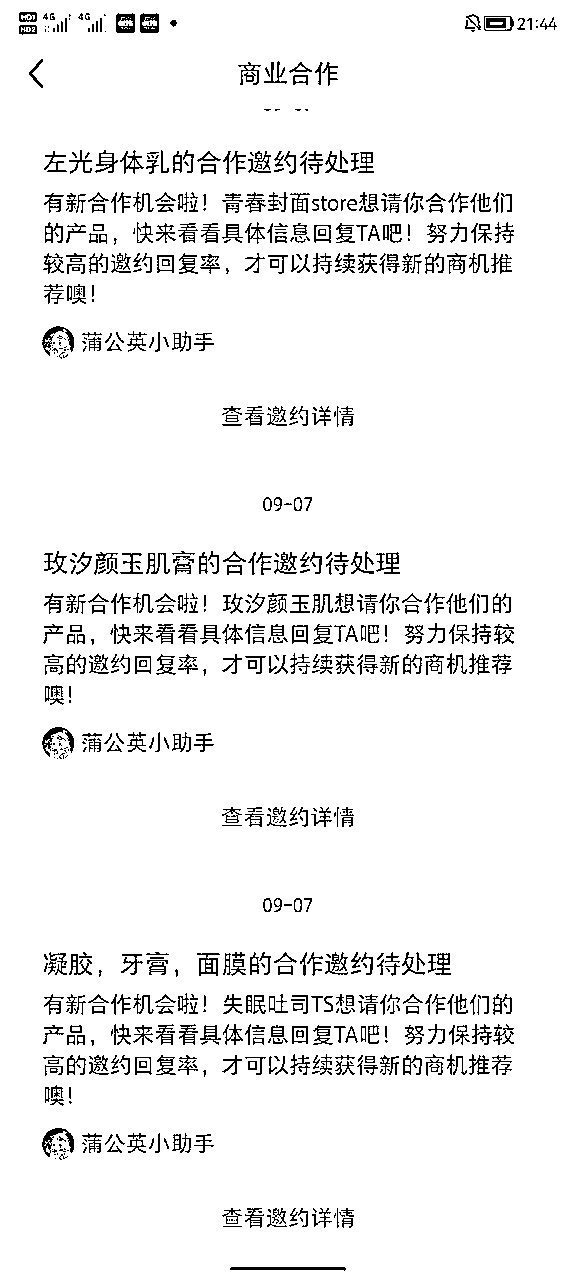 HD1 4G 4G 21:44
HD2
商业合作
左光身体乳的合作邀约待处理
有新合作机会啦！青春封面store想请你合作他们
的产品，快来看看具体信息回复TA吧！努力保持
较高的邀约回复率，才可以持续获得新的商机推
荐噢！
蒲公英小助手
查看邀约详情
09-07
玫汐颜玉肌膏的合作邀约待处理
有新合作机会啦！玫汐颜玉肌想请你合作他们的
产品，快来看看具体信息回复TA吧！努力保持较
高的邀约回复率，才可以持续获得新的商机推荐
噢！
蒲公英小助手
查看邀约详情
09-07
凝胶，牙膏，面膜的合作邀约待处理
有新合作机会啦！失眠吐司TS想请你合作他们的
产品，快来看看具体信息回复TA吧！努力保持较
高的邀约回复率，才可以持续获得新的商机推荐
噢！
蒲公英小助手
查看邀约详情